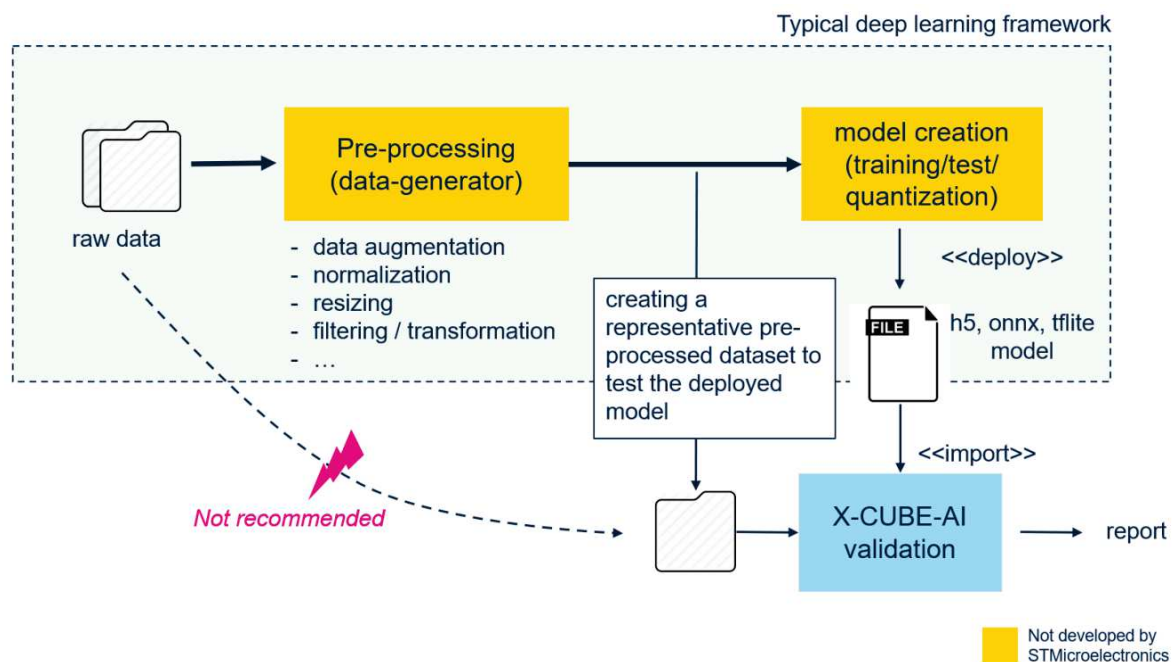 Typical deep learning framework
raw data
Pre-processing
(data-generator)
- data augmentation
- normalization
- resizing
- filtering / transformation
- …
model creation
(training/test/
quantization)
<<deploy>>
creating a
representative pre-
processed dataset to
test the deployed
model
FILE
h5, onnx, tflite
model
<<import>>
Not recommended
X-CUBE-AI
validation
report
Not developed by
STMicroelectronics